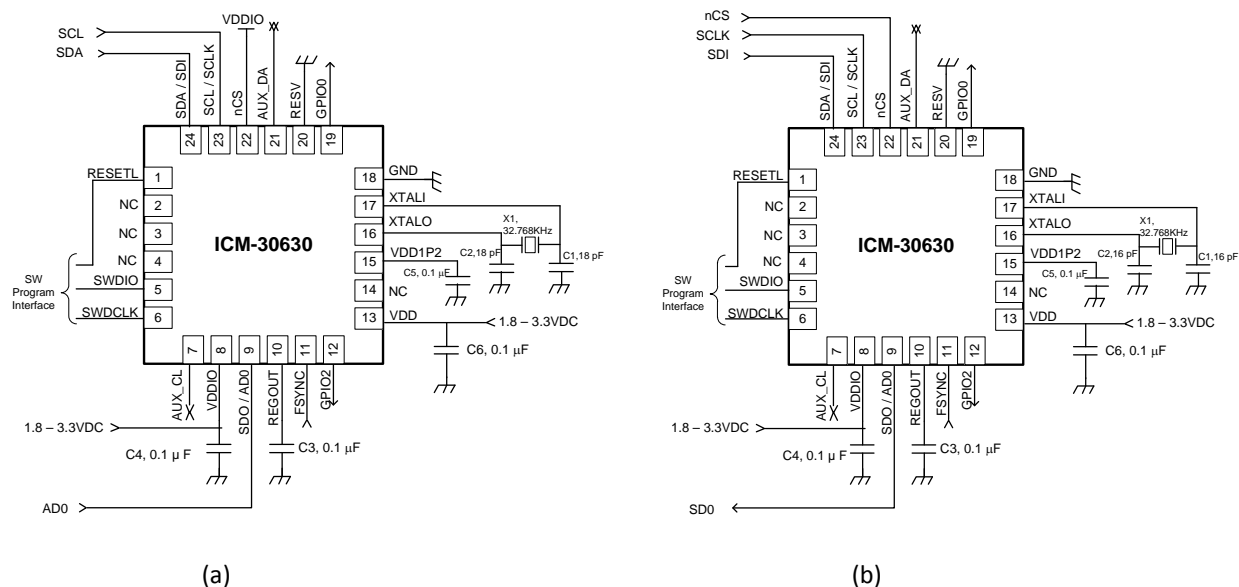 SCL
SDA
VDDIO
SDA / SDI
SCL / SCLK
nCS
AUX_DA
RESV
GPIO0
24
23
22
21
20
19
RESETL
1
NC
2
NC
3
NC
4
SWDIO
5
SWDCLK
6
SW
Program
Interface
ICM-30630
18
GND
17
XTALI
16
XTALO
15
VDD1P2
14
NC
13
VDD
X1,
32.768KHz
C2,18 pF
C1,18 pF
C5, 0.1 µF
1.8 – 3.3VDC
C6, 0.1 µF
7
8
9
10
11
12
AUX_CL
VDDIO
SDO / AD0
REGOUT
FSYNC
GPIO2
1.8 – 3.3VDC
C4, 0.1 µ F
C3, 0.1 µF
AD0
(a)
nCS
SCLK
SDI
SDA / SDI
SCL / SCLK
nCS
AUX_DA
RESV
GPIO0
24
23
22
21
20
19
RESETL
1
NC
2
NC
3
NC
4
SWDIO
5
SWDCLK
6
SW
Program
Interface
ICM-30630
18
GND
17
XTALI
16
XTALO
15
VDD1P2
14
NC
13
VDD
X1,
32.768KHz
C2,16 pF
C1,16 pF
C5, 0.1 µF
1.8 – 3.3VDC
C6, 0.1 µF
7
8
9
10
11
12
AUX_CL
VDDIO
SDO / AD0
REGOUT
FSYNC
GPIO2
1.8 – 3.3VDC
C4, 0.1 µ F
C3, 0.1 µF
SD0
(b)